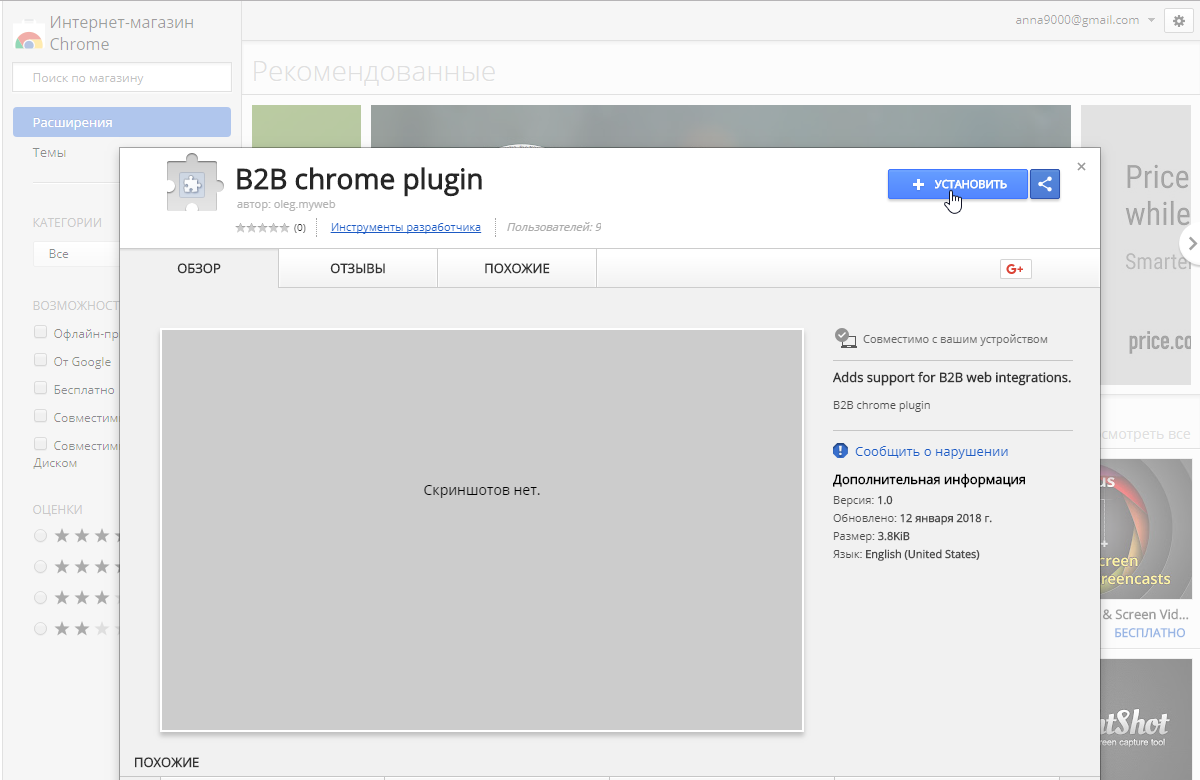 Интернет-магазин
Chrome
anna9000@gmail.com
Поиск по магазину
Рекомендованные
Расширения
Темы
КАТЕГОРИИ
Все
ВОЗМОЖНОСТ
Офлайн-пр
От Google
Бесплатно
Совместим
Совместим
Диском
ОЦЕНКИ
B2B chrome plugin
автор: oleg.myweb
(0)
Инструменты разработчика
Пользователей: 9
УСТАНОВИТЬ
ОБЗОР
ОТЗЫВЫ
ПОХОЖИЕ
G+
Скриншотов нет.
Совместимо с вашим устройством
Adds support for B2B web integrations.
B2B chrome plugin
Сообщить о нарушении
Дополнительная информация
Версия: 1.0
Обновлено: 12 января 2018 г.
Размер: 3.8KiB
Язык: English (United States)
ПОХОЖИЕ
Price
while
Smarter
price.co
смотреть все
us
creen
reencasts
& Screen Vid...
БЕСПЛАТНО
ntShot
reen capture tool